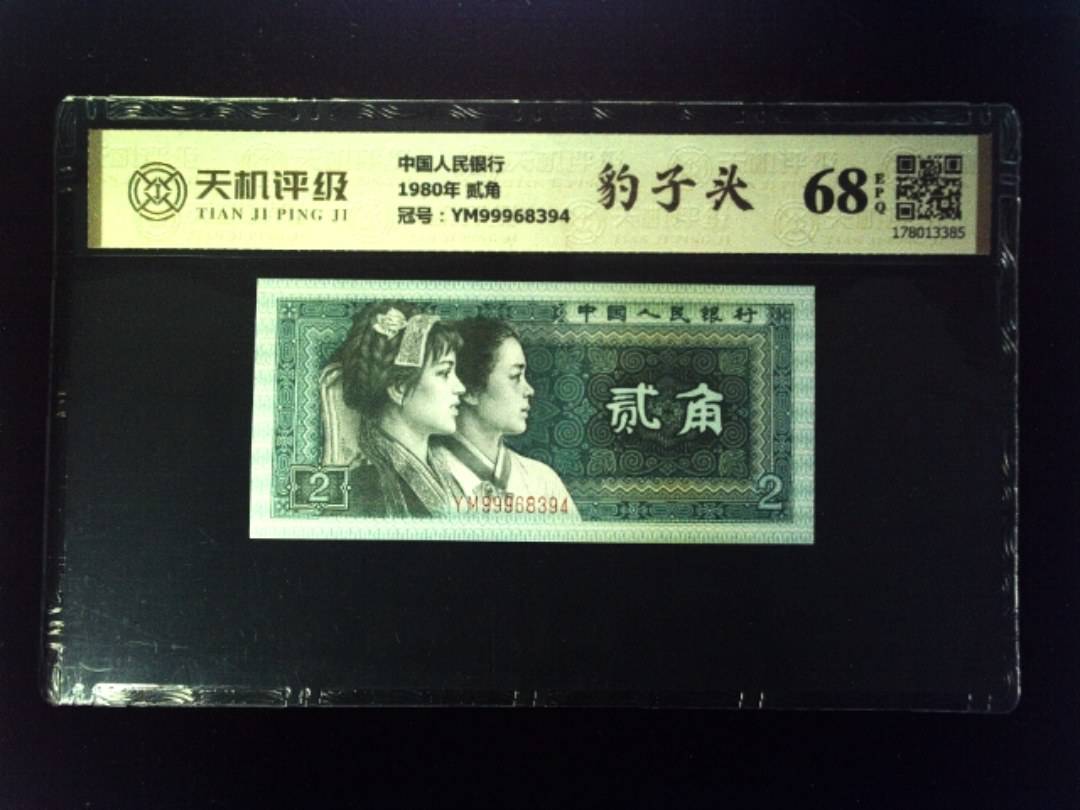 天机评级
TIAN JI PING JI
中国人民银行
1980年 贰角
冠号：YM99968394
豹子头
68
EPQ
178013385
中国人民银行
贰角
2
YM99968394
2